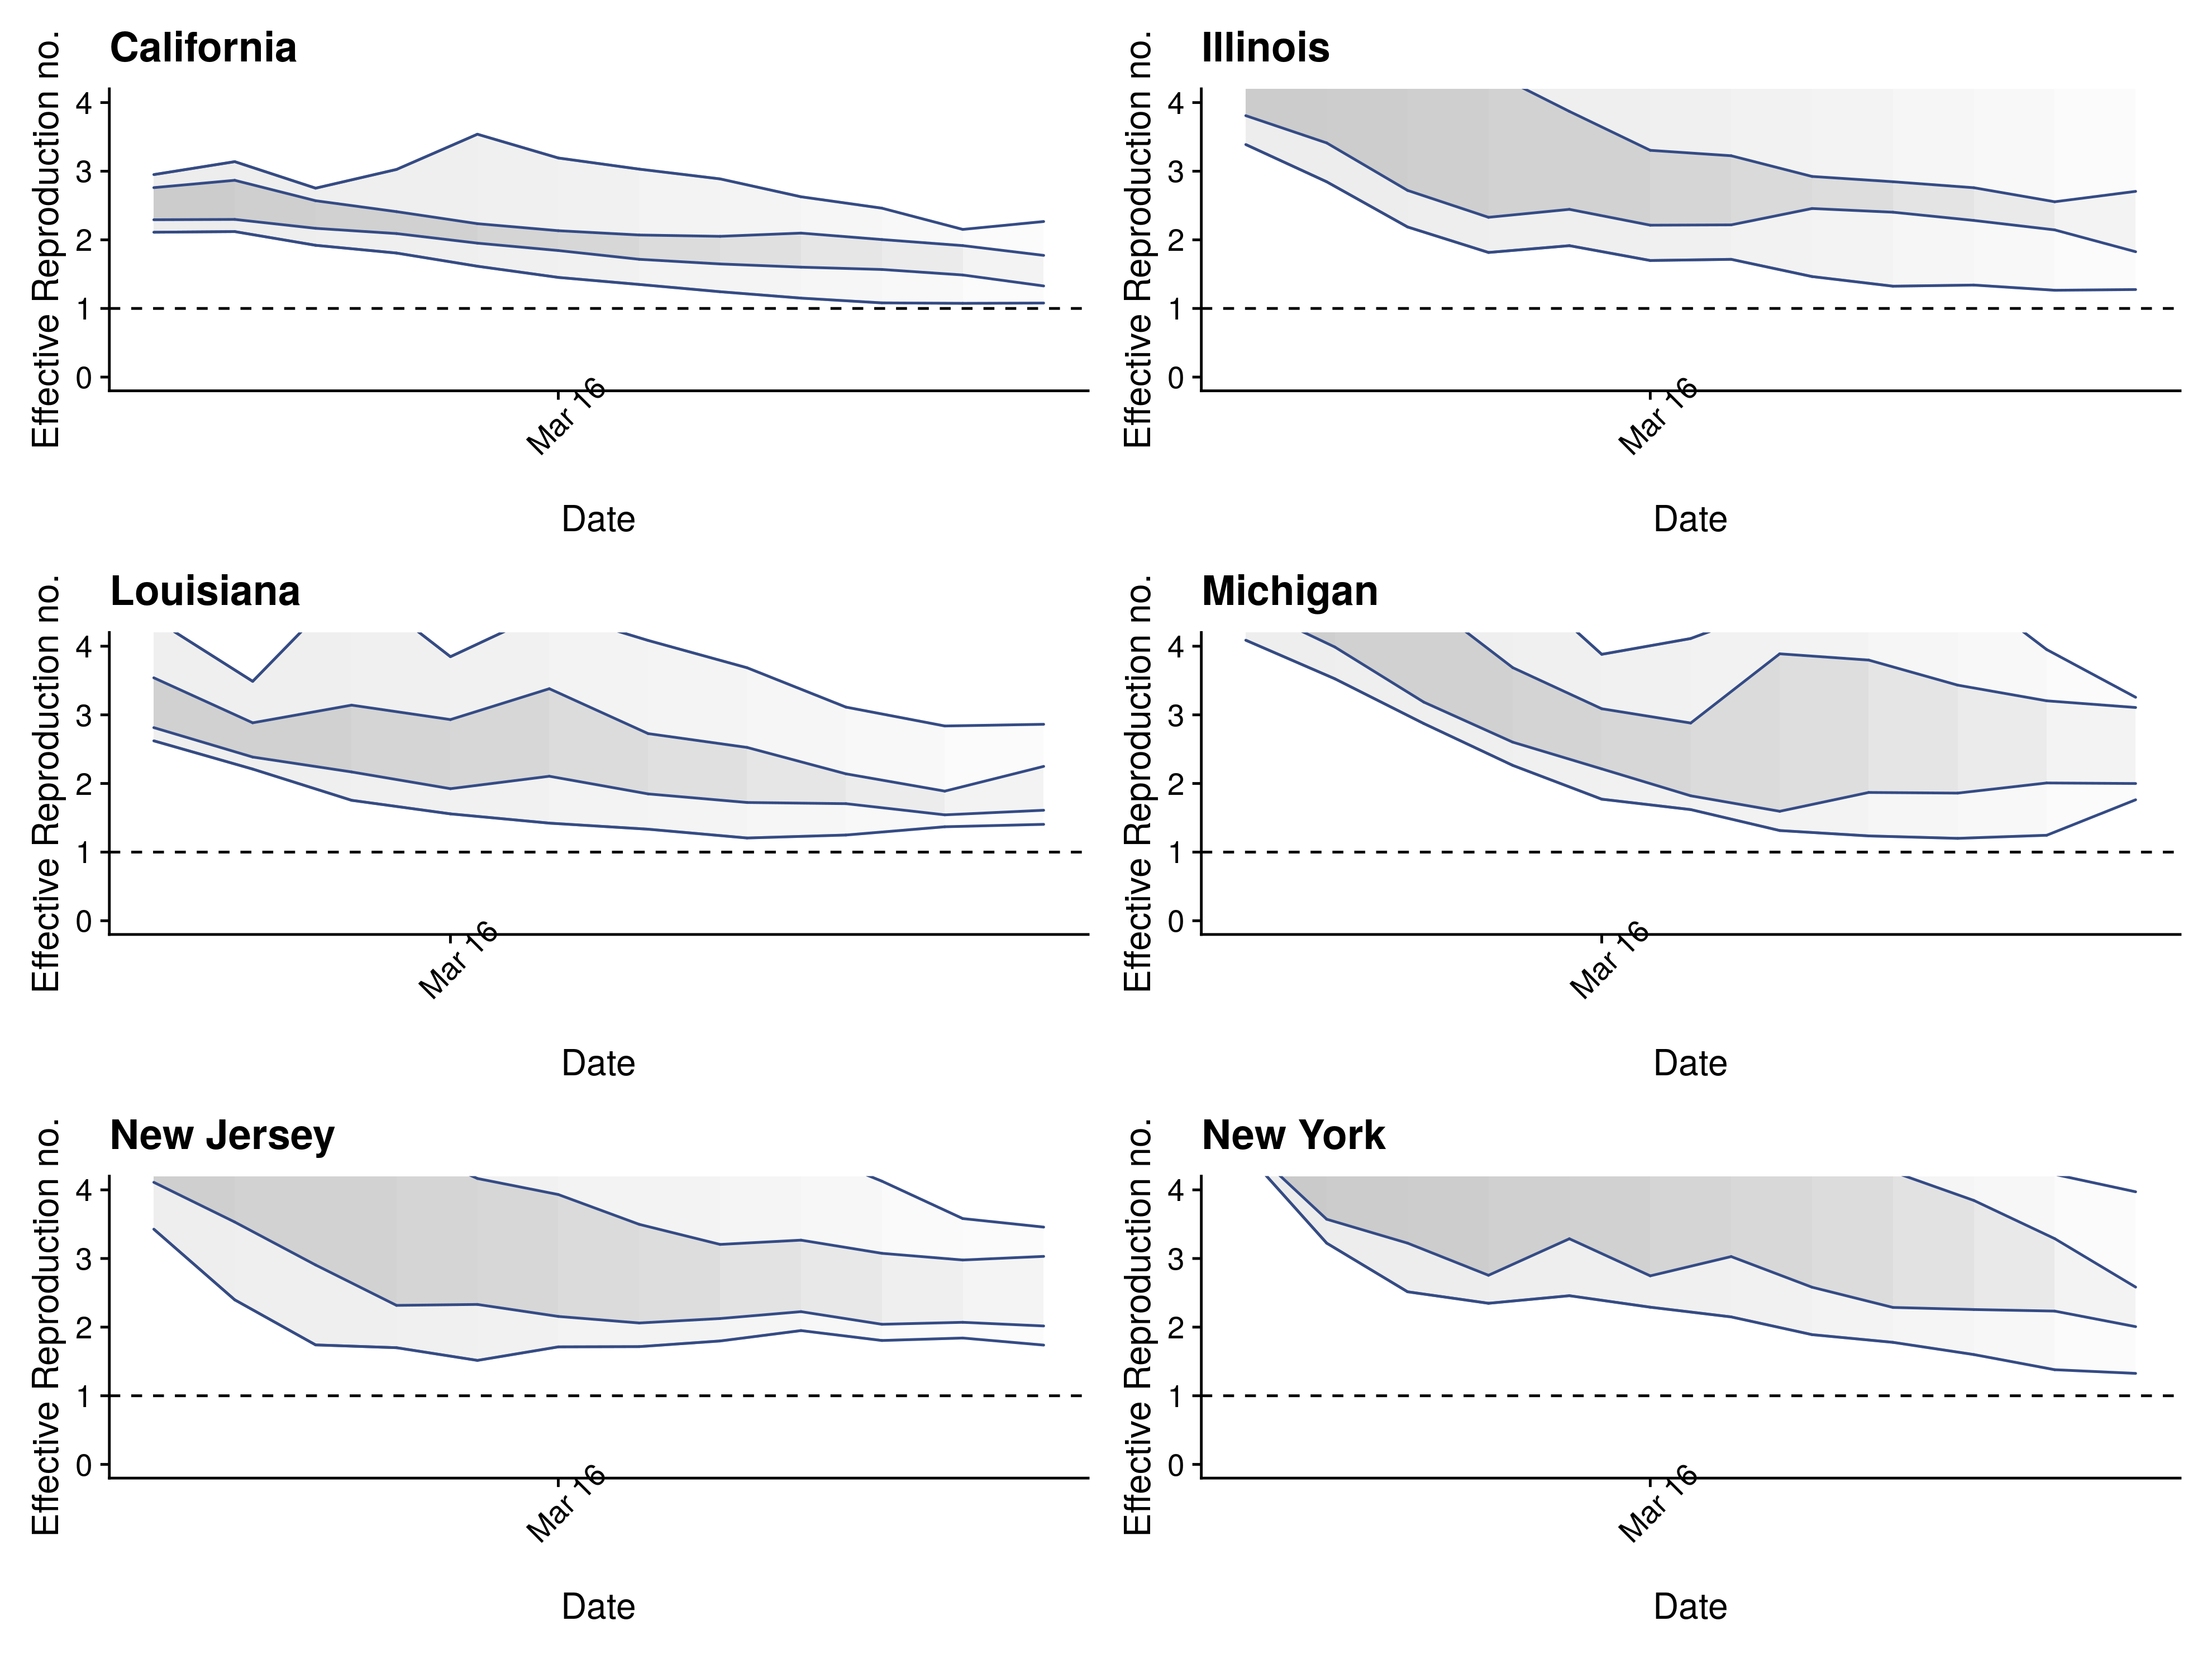 California
Effective Reproduction no.
4
3
2
1
0
Mar 16
Date
Illinois
Effective Reproduction no.
4
3
2
1
0
Mar 16
Date
Louisiana
Effective Reproduction no.
4
3
2
1
0
Mar 16
Date
Michigan
Effective Reproduction no.
4
3
2
1
0
Mar 16
Date
New Jersey
Effective Reproduction no.
4
3
2
1
0
Mar 16
Date
New York
Effective Reproduction no.
4
3
2
1
0
Mar 16
Date